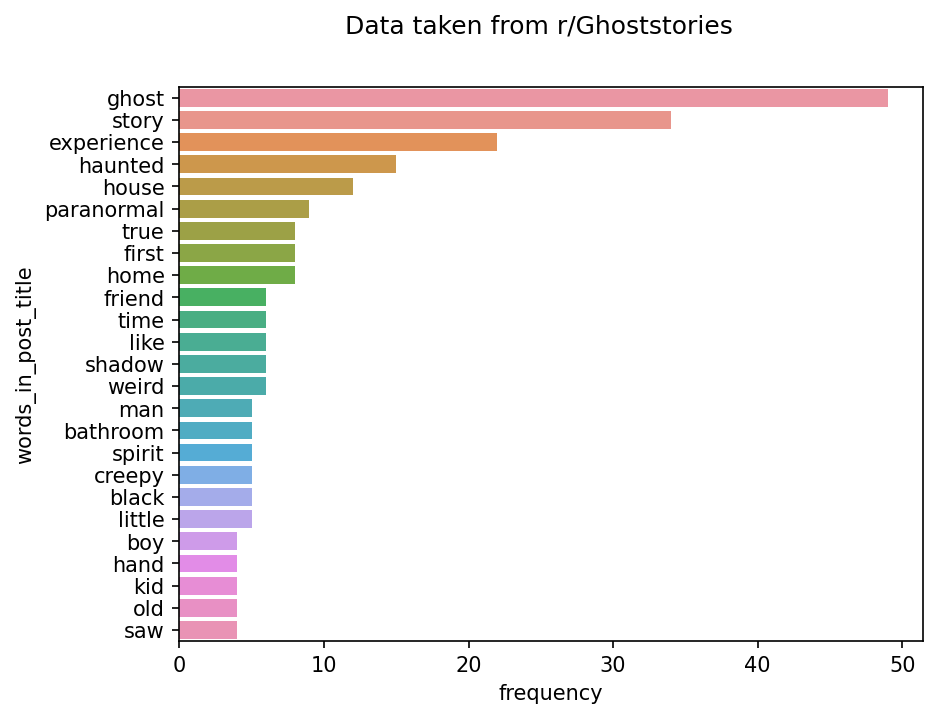 Data taken from r/Ghoststories
ghost
story
experience
haunted
house
paranormal
true
first
home
friend
time
like
shadow
weird
man
bathroom
spirit
creepy
black
little
boy
hand
kid
old
saw
words_in_post_title
0 10 20 30 40 50
frequency